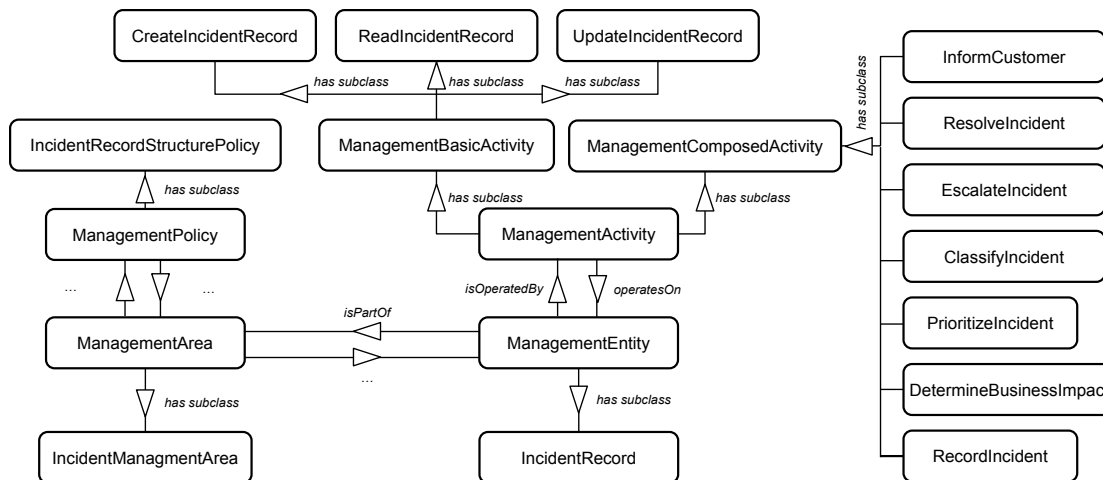 CreateIncidentRecord
ReadIncidentRecord
UpdateIncidentRecord
has subclass
has subclass
has subclass
IncidentRecordStructurePolicy
ManagementBasicActivity
ManagementComposedActivity
has subclass
has subclass
has subclass
has subclass
ManagementPolicy
ManagementActivity
...
...
isOperatedBy
operatesOn
isPartOf
ManagementArea
ManagementEntity
...
has subclass
has subclass
IncidentManagmentArea
IncidentRecord
InformCustomer
ResolveIncident
EscalateIncident
ClassifyIncident
PrioritizeIncident
DetermineBusinessImpact
RecordIncident